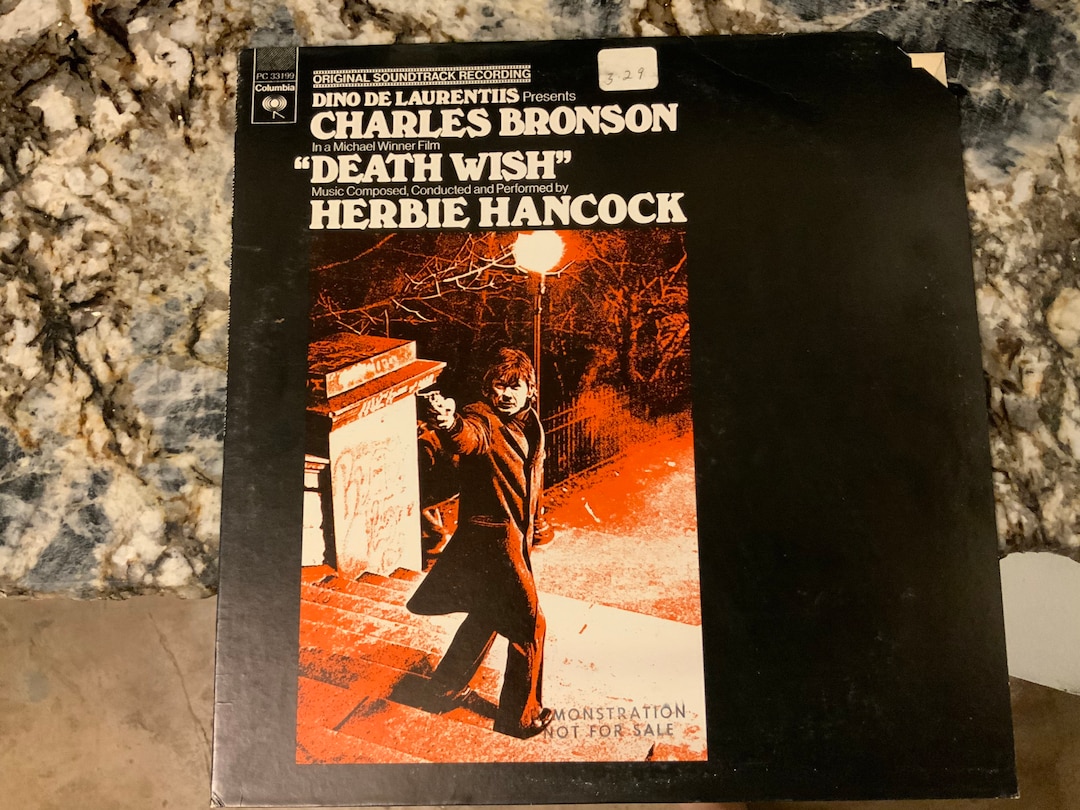 PC 33199
Columbia
ORIGINAL SOUNDTRACK RECORDING
3.29
DINO DE LAURENTIIS Presents
CHARLES BRONSON
In a Michael Winner Film
“DEATH WISH”
Music Composed, Conducted and Performed by
HERBIE HANCOCK
MONSTRATION
NOT FOR SALE